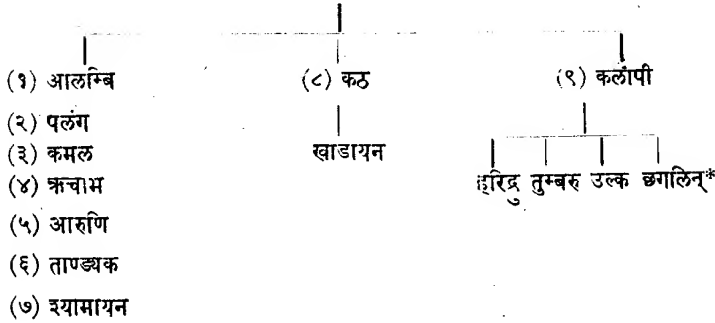 (१) आलम्बि (८) कठ (९) कलापी
(२) पलंग
(३) कमल खाडायन
(४) ऋचाभ हरिद्रु तुम्बरु उल्क छगलिन्*
(५) आरुणि
(६) ताण्ड्यक
(७) श्यामायन